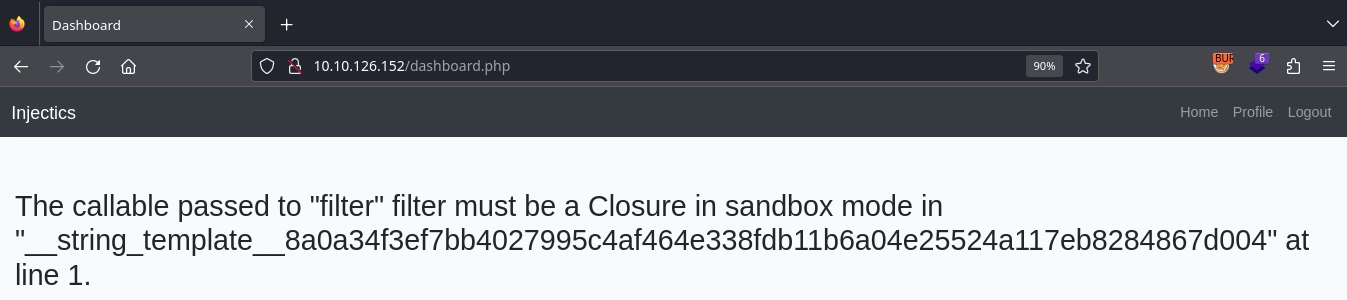 Dashboard
10.10.126.152/dashboard.php
90%
BUR
6
Injectics
Home Profile Logout
The callable passed to "filter" filter must be a Closure in sandbox mode in
"__string_template__8a0a34f3ef7bb4027995c4af464e338fdb11b6a04e25524a117eb8284867d004" at
line 1.